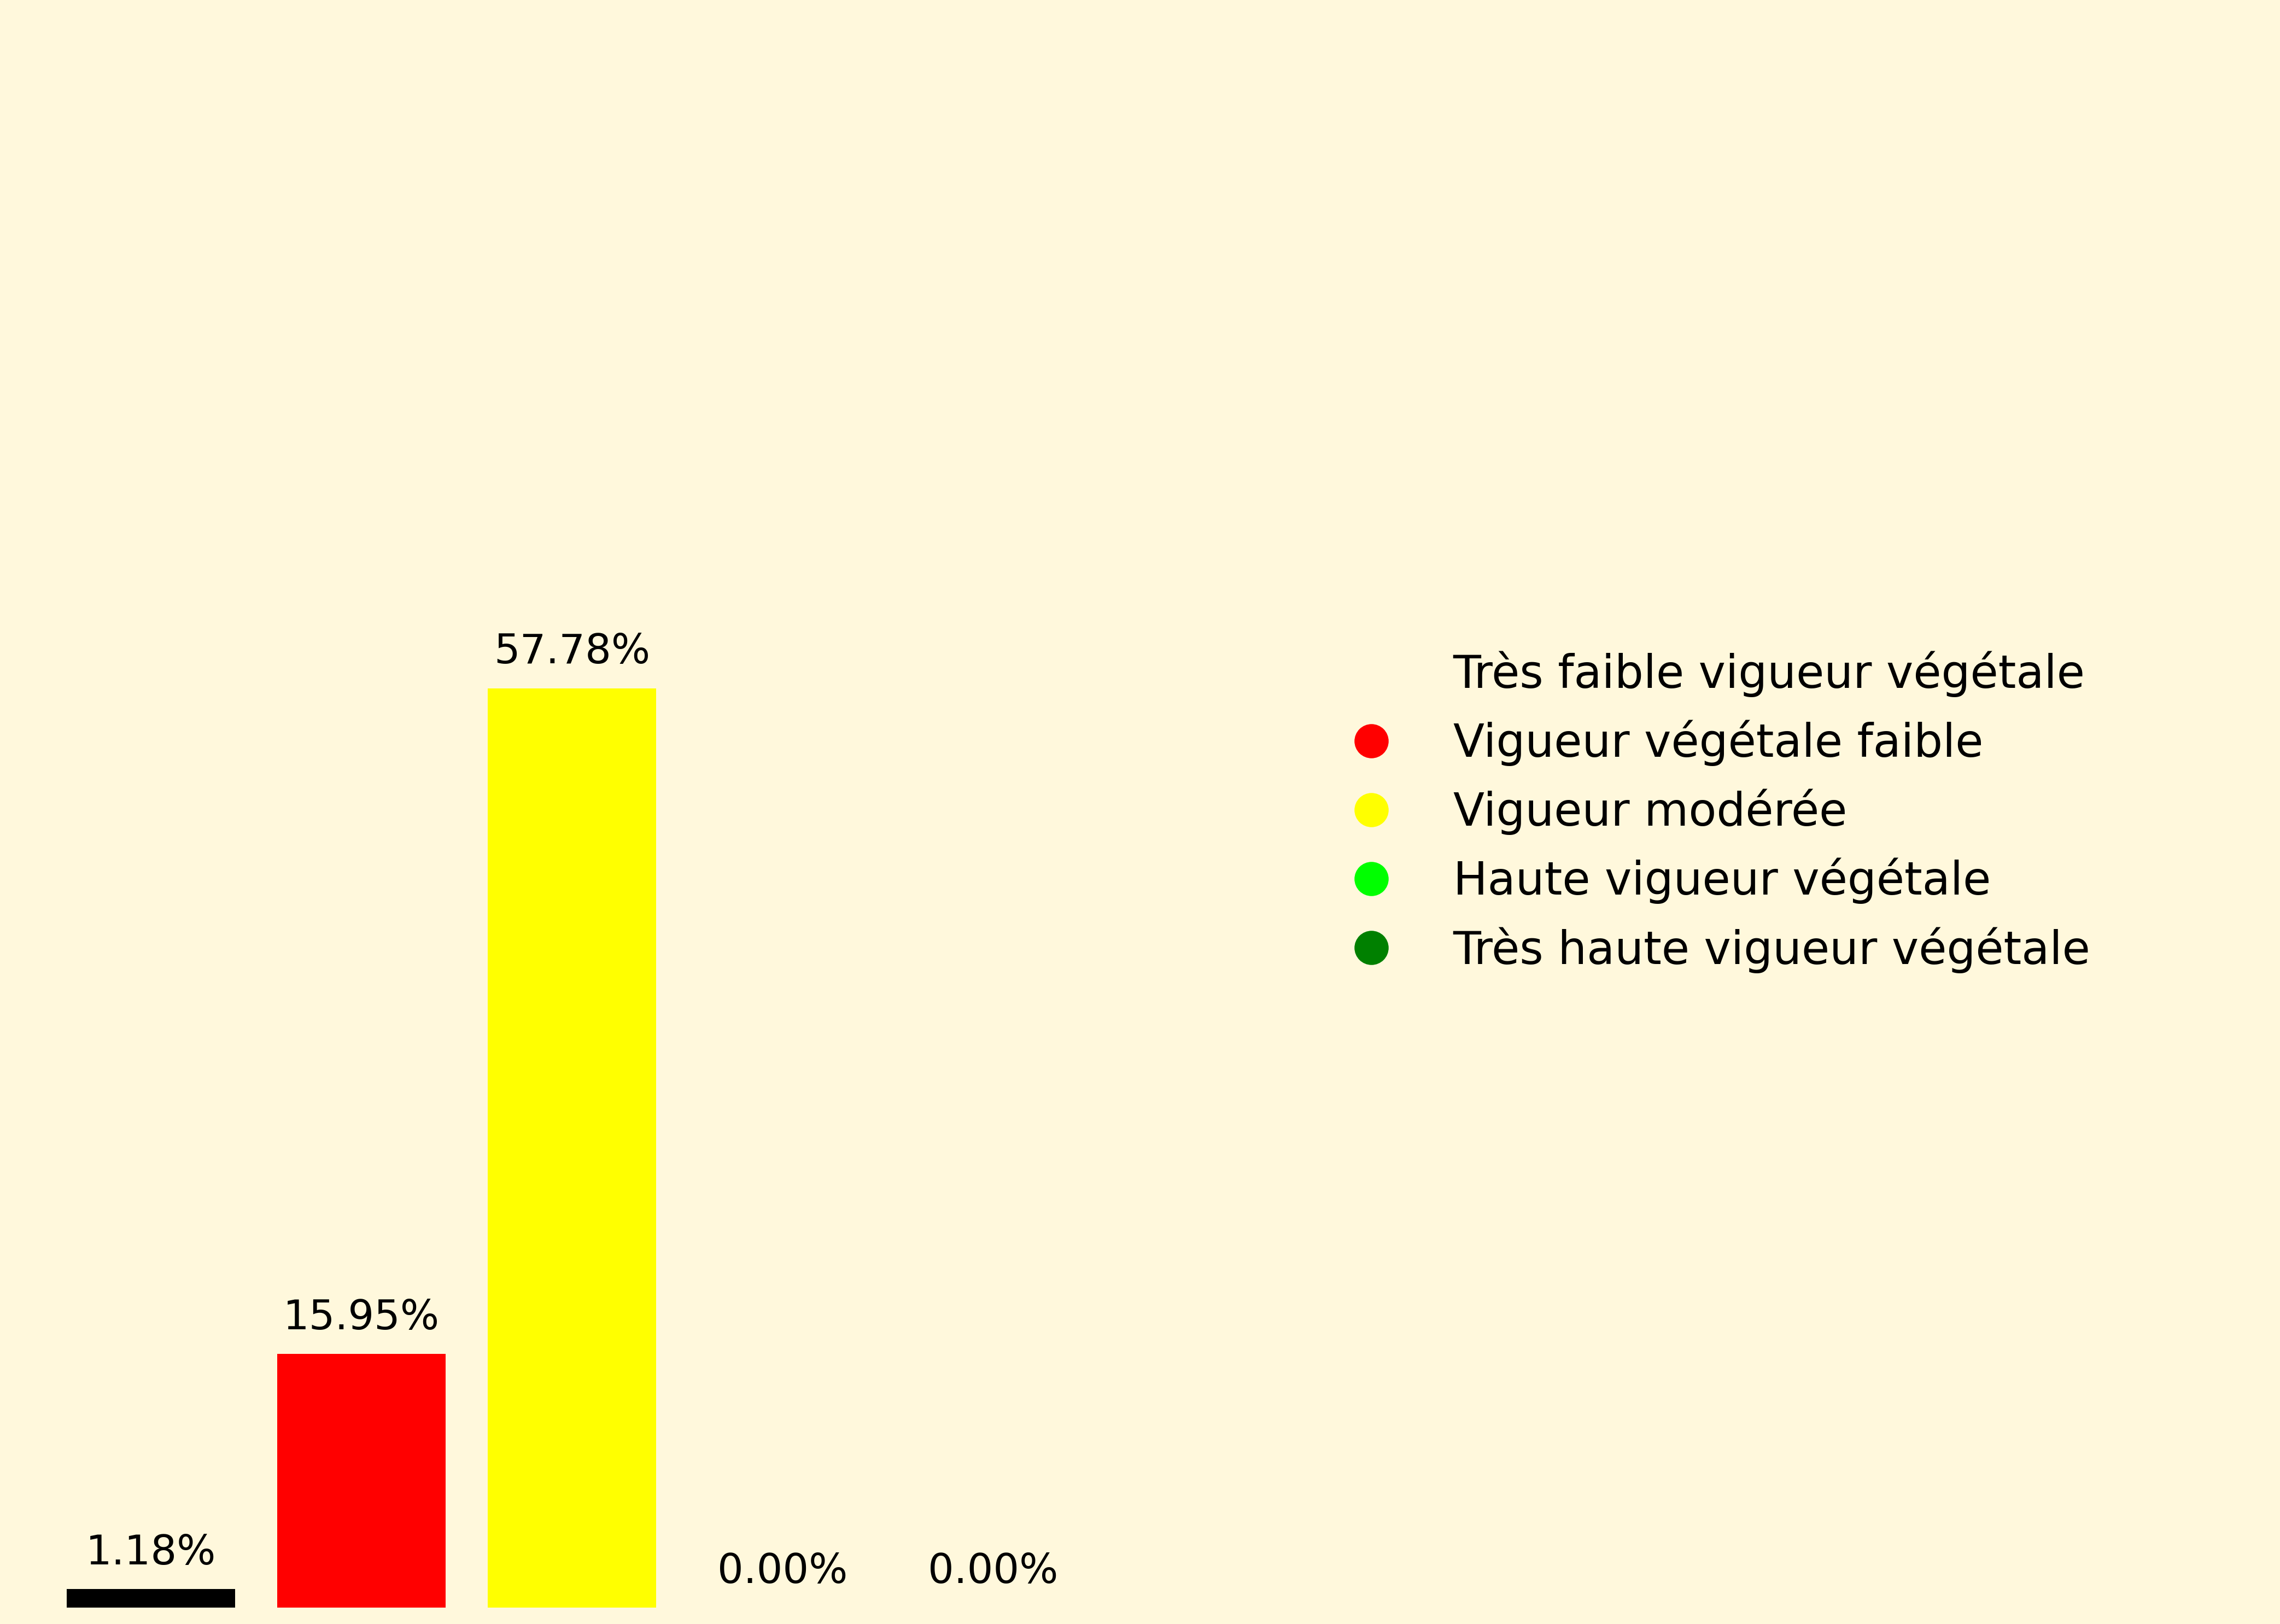 57.78%
15.95%
1.18%
0.00%
0.00%
Très faible vigueur végétale
Vigueur végétale faible
Vigueur modérée
Haute vigueur végétale
Très haute vigueur végétale